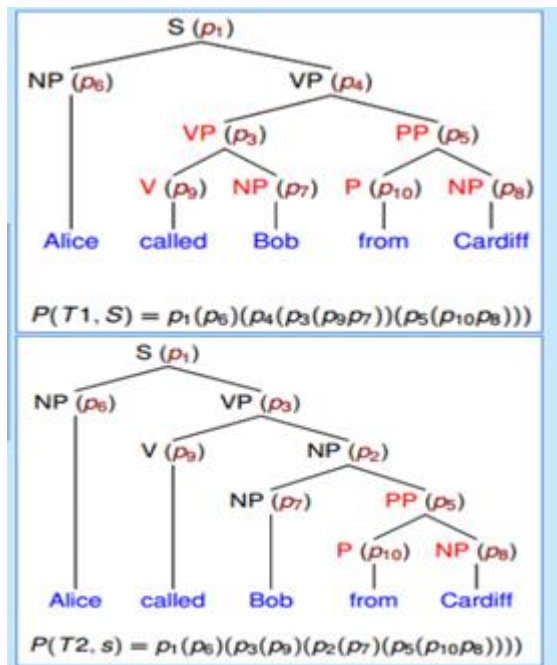 S (p₁)
NP (p₆) VP (p₄)
VP (p₃) PP (p₅)
V (p₉) NP (p₇) P (p₁₀) NP (p₈)
Alice called Bob from Cardiff
P(T1, S) = p₁(p₆)(p₄(p₃(p₉p₇))(p₅(p₁₀p₈)))
S (p₁)
NP (p₆) VP (p₃)
V (p₉) NP (p₂)
NP (p₇) PP (p₅)
P (p₁₀) NP (p₈)
Alice called Bob from Cardiff
P(T2, s) = p₁(p₆)(p₃(p₉)(p₂(p₇)(p₅(p₁₀p₈))))